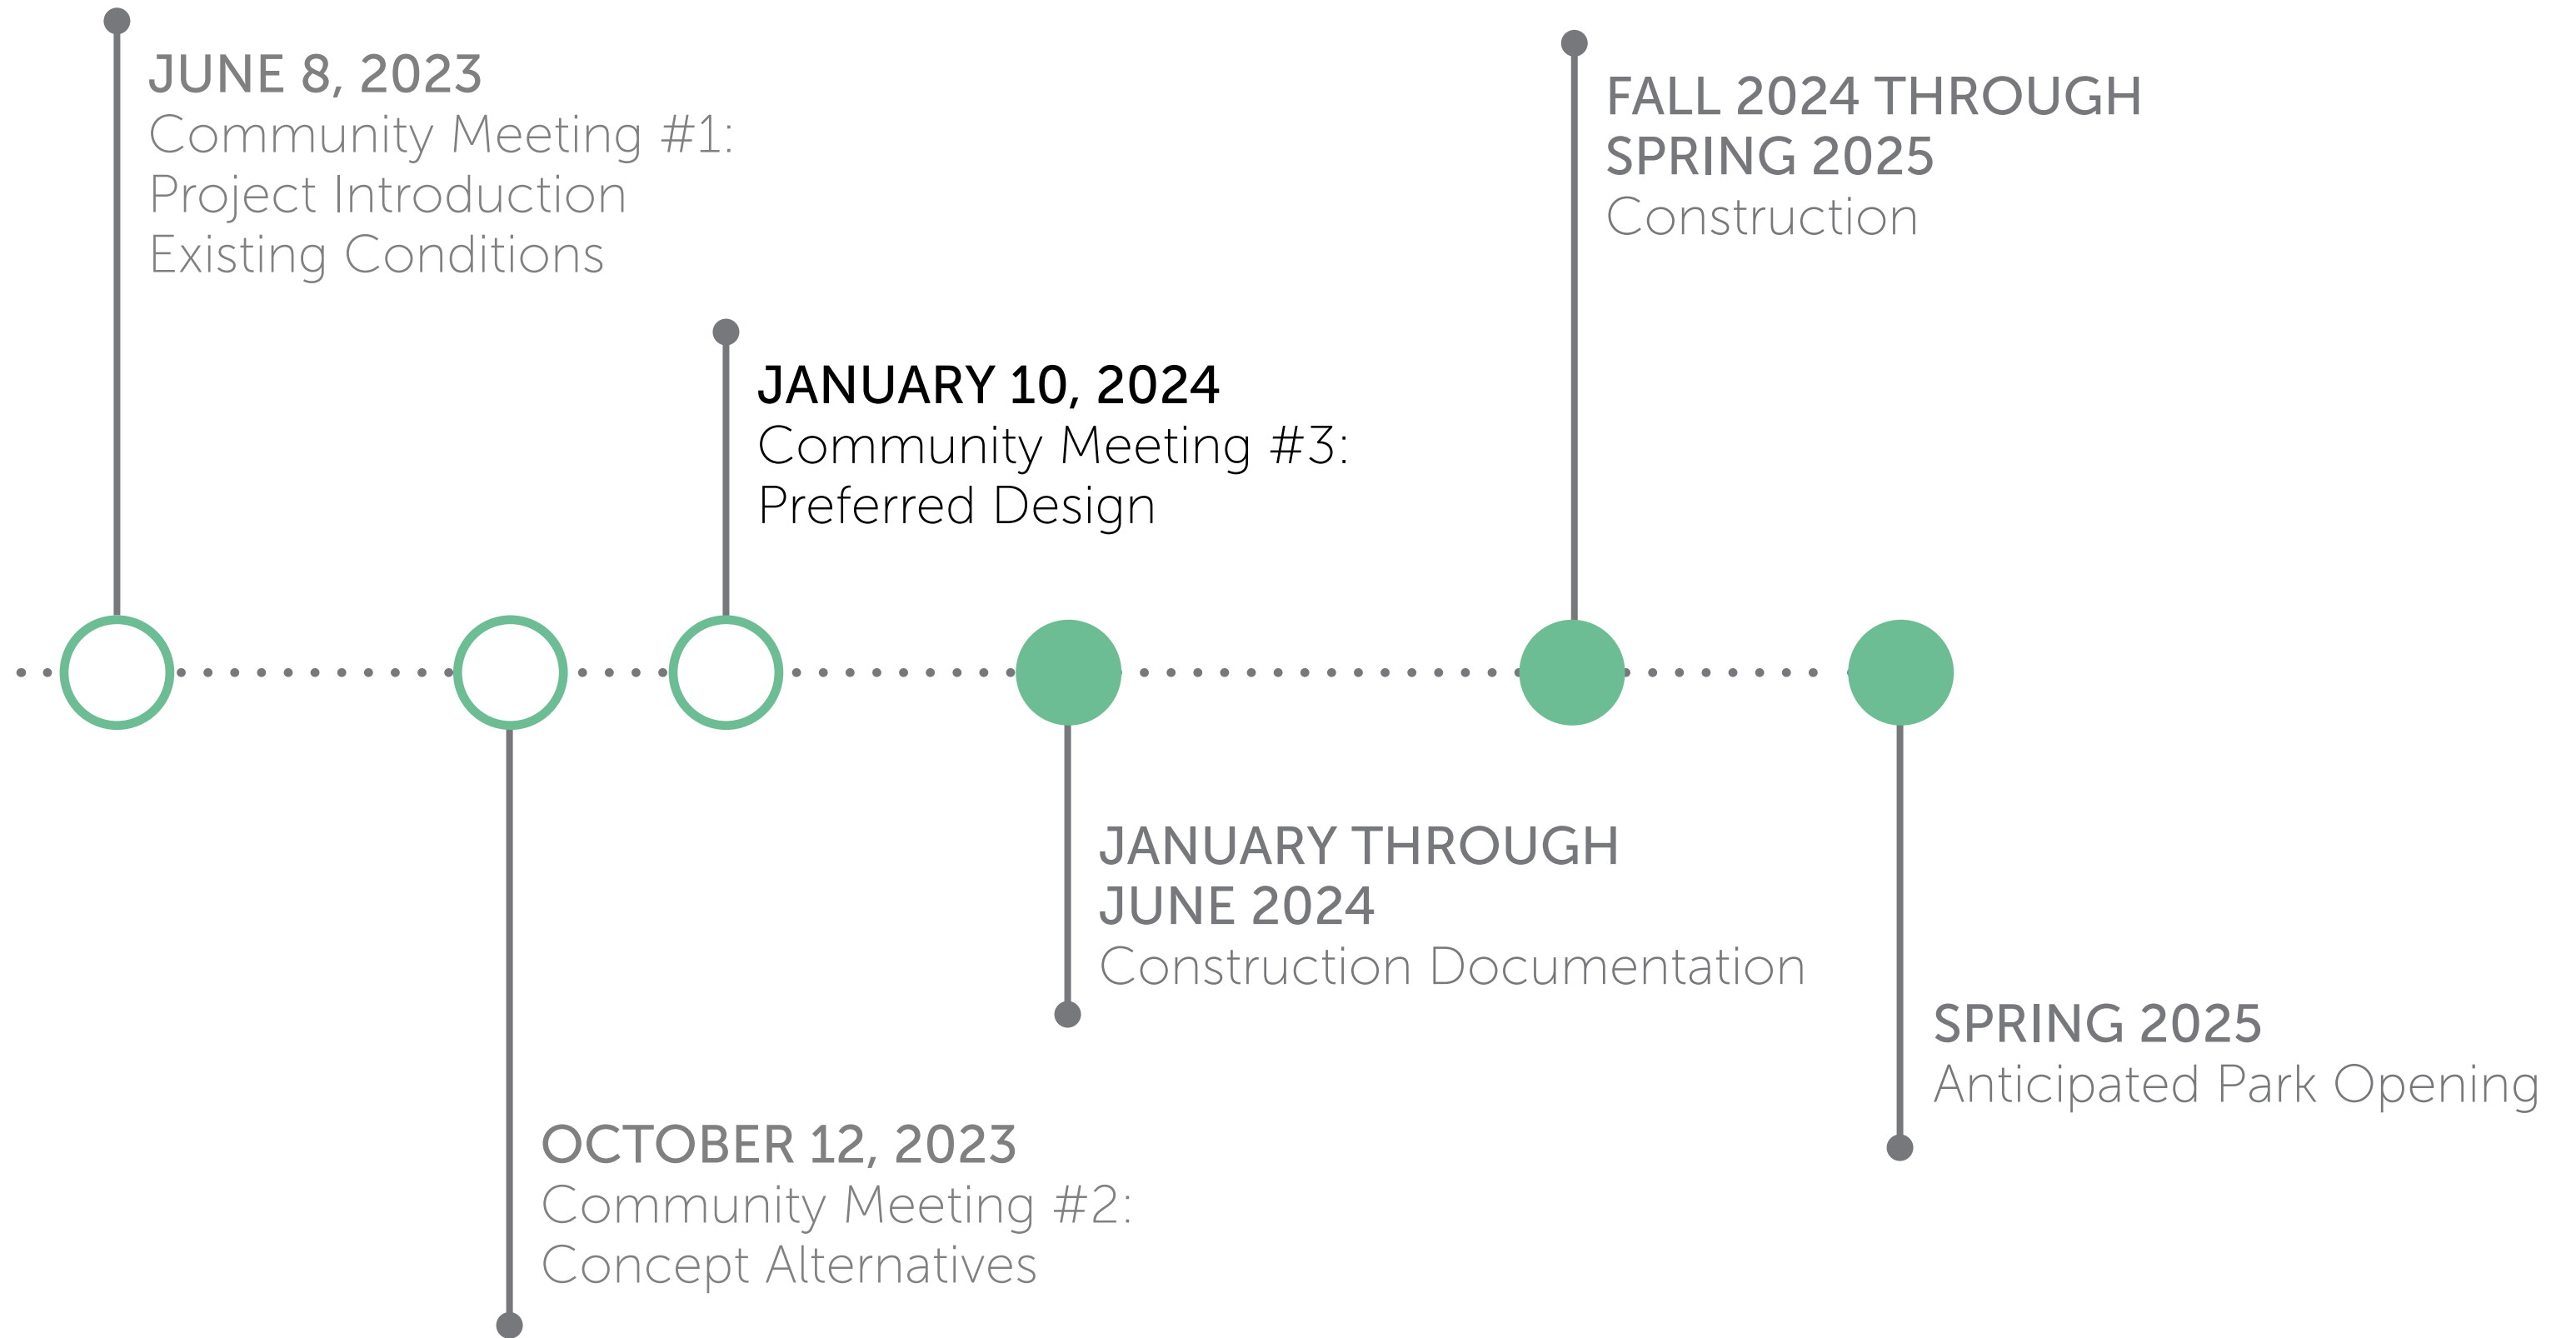 JUNE 8, 2023
Community Meeting #1:
Project Introduction
Existing Conditions
OCTOBER 12, 2023
Community Meeting #2:
Concept Alternatives
JANUARY 10, 2024
Community Meeting #3:
Preferred Design
JANUARY THROUGH
JUNE 2024
Construction Documentation
FALL 2024 THROUGH
SPRING 2025
Construction
SPRING 2025
Anticipated Park Opening